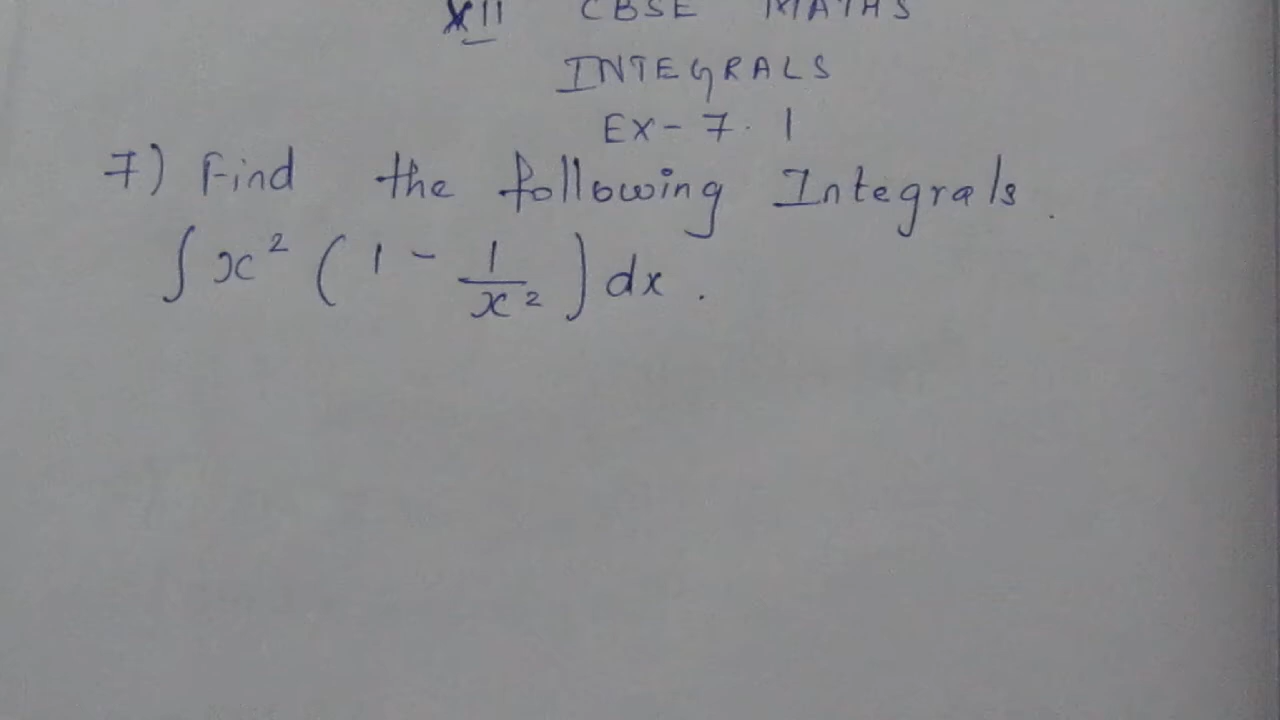 XII CBSE MATHS
INTEGRALS
EX - 7.1
7) Find the following Integrals.
∫ x² (1 - 1/x²) dx.